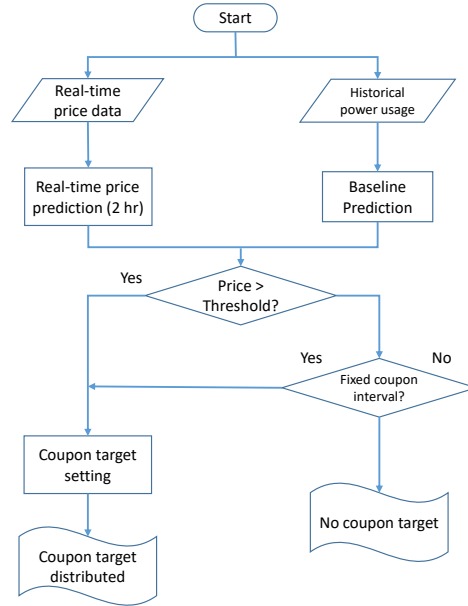 Start
Real-time
price data
Historical
power usage
Real-time price
prediction (2 hr)
Baseline
Prediction
Yes
Price >
Threshold?
Yes
No
Fixed coupon
interval?
Coupon target
setting
No coupon target
Coupon target
distributed